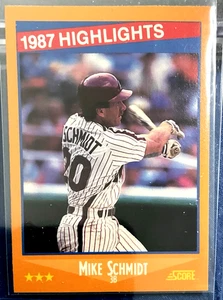 1987 HIGHLIGHTS
SCHMIDT
20
MIKE SCHMIDT
3B
SCORE